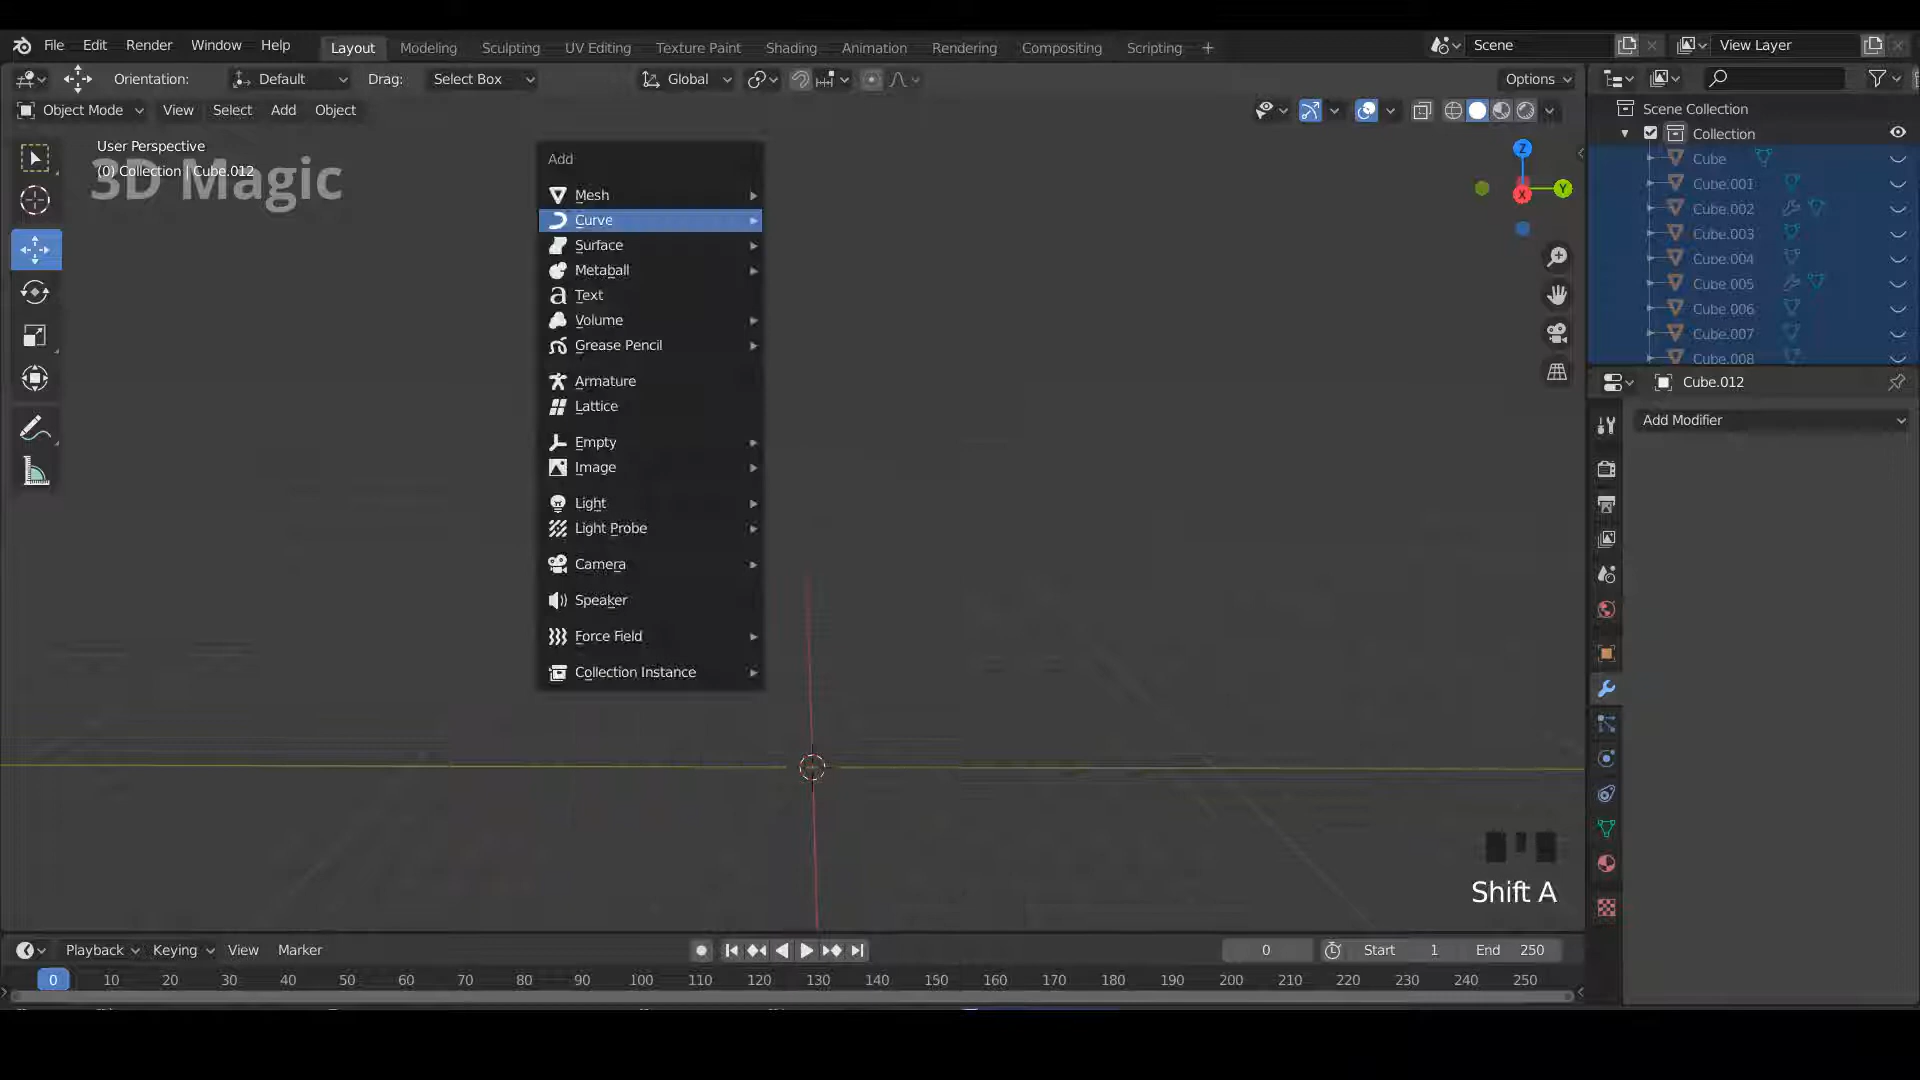 File Edit Render Window Help Layout Modeling Sculpting UV Editing Texture Paint Shading Animation Rendering Compositing Scripting + Scene View Layer
Orientation: Default Drag: Select Box Global Options
Object Mode View Select Add Object
User Perspective
(0) Collection | Cube.012
3D Magic
Add
Mesh
Curve
Surface
Metaball
Text
Volume
Grease Pencil
Armature
Lattice
Empty
Image
Light
Light Probe
Camera
Speaker
Force Field
Collection Instance
Z
Y
X
Shift A
Scene Collection
Collection
Cube
Cube.001
Cube.002
Cube.003
Cube.004
Cube.005
Cube.006
Cube.007
Cube.008
Cube.012
Add Modifier
Playback Keying View Marker 0 Start 1 End 250
0 10 20 30 40 50 60 70 80 90 100 110 120 130 140 150 160 170 180 190 200 210 220 230 240 250